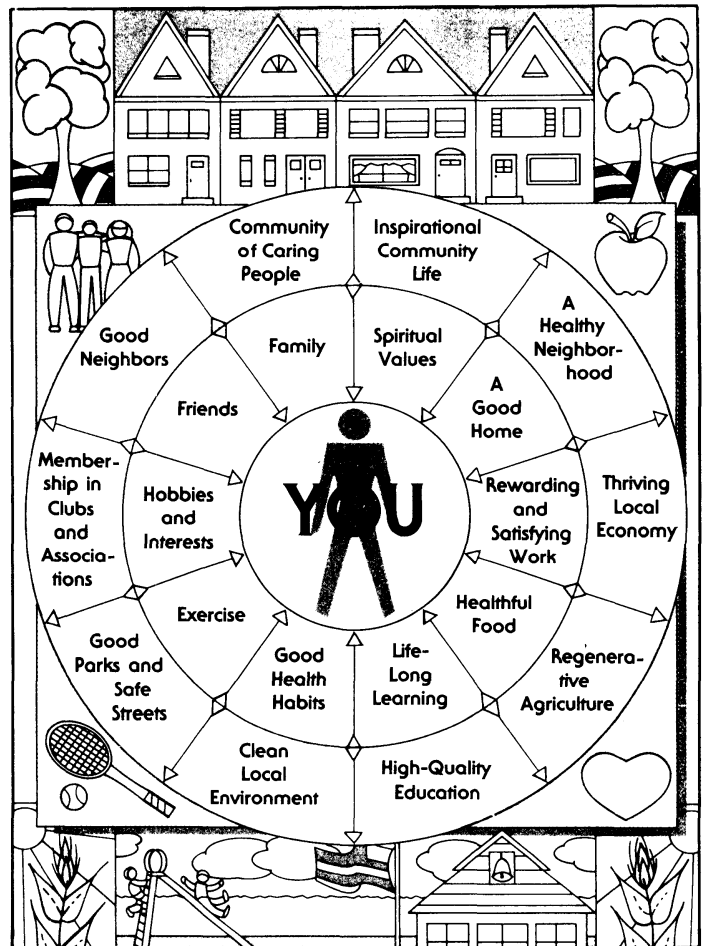 Community
of Caring
People
Inspirational
Community
Life
A
Healthy
Neighbor-
hood
Thriving
Local
Economy
Regenera-
tive
Agriculture
High-Quality
Education
Clean
Local
Environment
Good
Parks and
Safe
Streets
Member-
ship in
Clubs
and
Associa-
tions
Good
Neighbors
Family
Spiritual
Values
A
Good
Home
Rewarding
and
Satisfying
Work
Healthful
Food
Life-
Long
Learning
Good
Health
Habits
Exercise
Hobbies
and
Interests
Friends
YOU